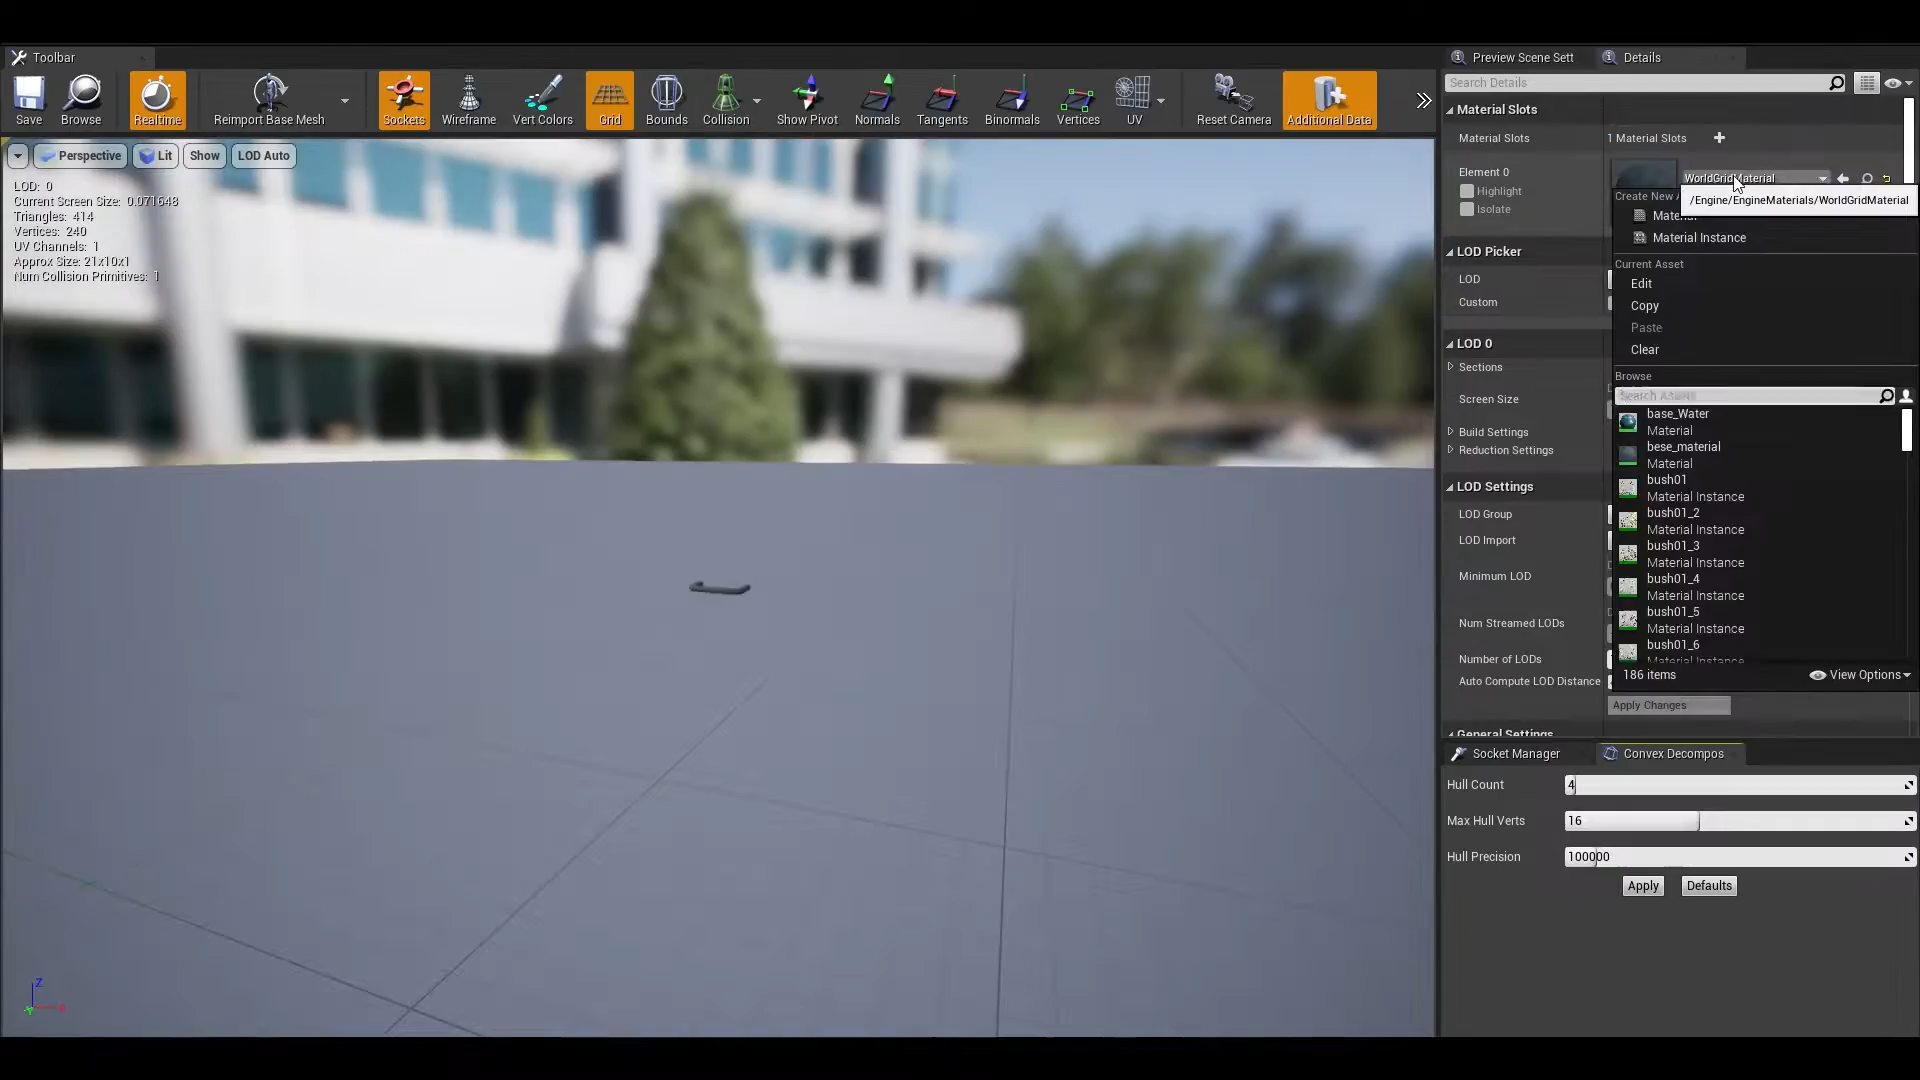 Toolbar
Preview Scene Sett
Details
Save
Browse
Realtime
Reimport Base Mesh
Sockets
Wireframe
Vert Colors
Grid
Bounds
Collision
Show Pivot
Normals
Tangents
Binormals
Vertices
UV
Reset Camera
Additional Data
Search Details
Perspective
Lit
Show
LOD Auto
LOD: 0
Current Screen Size: 0.071648
Triangles: 414
Vertices: 240
UV Channels: 1
Approx Size: 21x10x1
Num Collision Primitives: 1
Material Slots
Material Slots
1 Material Slots
Element 0
WorldGridMaterial
Highlight
Isolate
/Engine/EngineMaterials/WorldGridMaterial
Create New
Material Instance
Current Asset
Edit
Copy
Paste
Clear
Browse
Search Assets
base_Water
Material
bese_material
Material
bush01
Material Instance
bush01_2
Material Instance
bush01_3
Material Instance
bush01_4
Material Instance
bush01_5
Material Instance
bush01_6
Material Instance
186 items
View Options
LOD Picker
LOD
Custom
LOD 0
Sections
Screen Size
Build Settings
Reduction Settings
LOD Settings
LOD Group
LOD Import
Minimum LOD
Num Streamed LODs
Number of LODs
Auto Compute LOD Distance
Apply Changes
General Settings
Socket Manager
Convex Decompos
Hull Count
4
Max Hull Verts
16
Hull Precision
100000
Apply
Defaults
Z